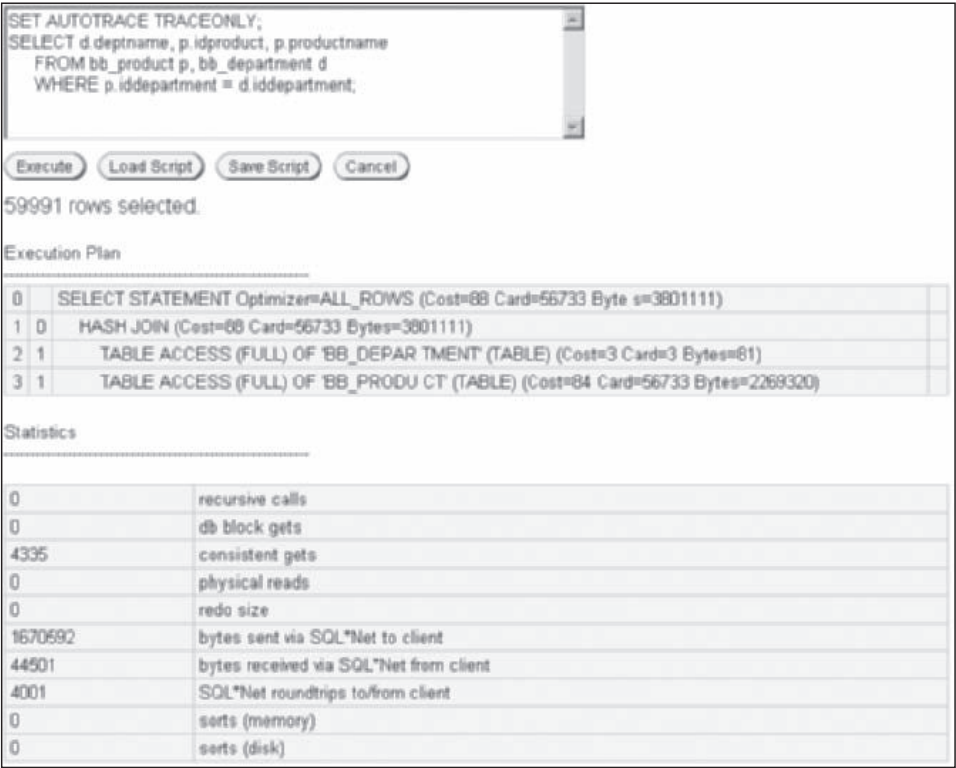 SET AUTOTRACE TRACEONLY;
SELECT d.deptname, p.idproduct, p.productname
FROM bb_product p, bb_department d
WHERE p.iddepartment = d.iddepartment;
Execute Load Script Save Script Cancel
59991 rows selected.
Execution Plan
0 SELECT STATEMENT Optimizer=ALL_ROWS (Cost=88 Card=56733 Byte s=3801111)
1 0 HASH JOIN (Cost=88 Card=56733 Bytes=3801111)
2 1 TABLE ACCESS (FULL) OF 'BB_DEPAR TMENT' (TABLE) (Cost=3 Card=3 Bytes=81)
3 1 TABLE ACCESS (FULL) OF 'BB_PRODU CT' (TABLE) (Cost=84 Card=56733 Bytes=2269320)
Statistics
0 recursive calls
0 db block gets
4335 consistent gets
0 physical reads
0 redo size
1670692 bytes sent via SQL*Net to client
44501 bytes received via SQL*Net from client
4001 SQL*Net roundtrips to/from client
0 sorts (memory)
0 sorts (disk)